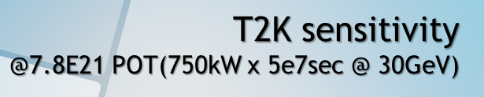 T2K sensitivity
@7.8E21 POT(750kW x 5e7sec @ 30GeV)